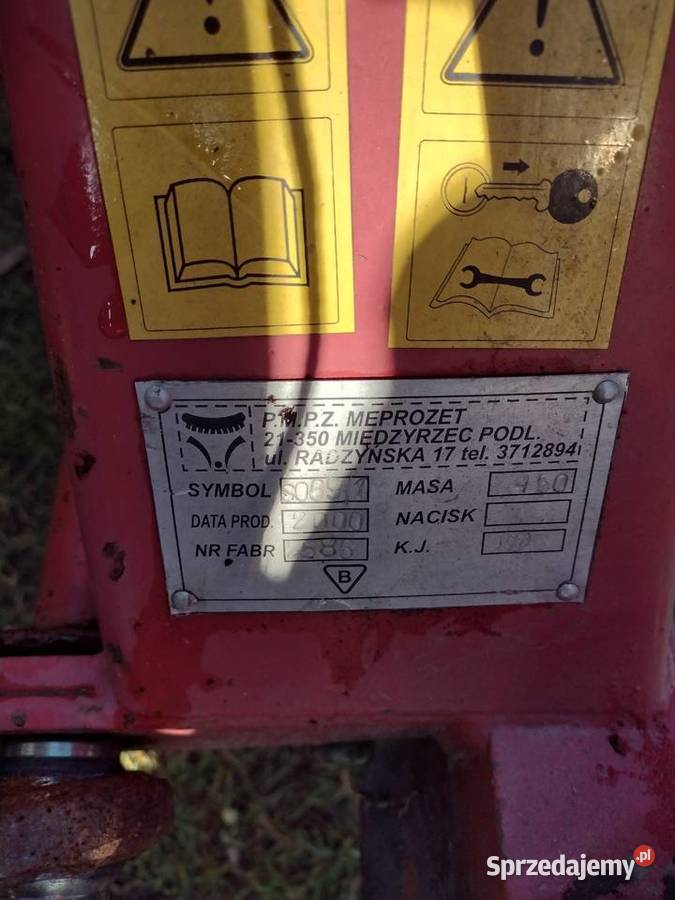 P.M.P.Z. MEPROZET
21-350 MIĘDZYRZEC PODL.
ul. RADZYŃSKA 17 tel. 3712894
SYMBOL MASA
DATA PROD. 2000 NACISK
NR FABR K.J.
B
Sprzedajemy.pl